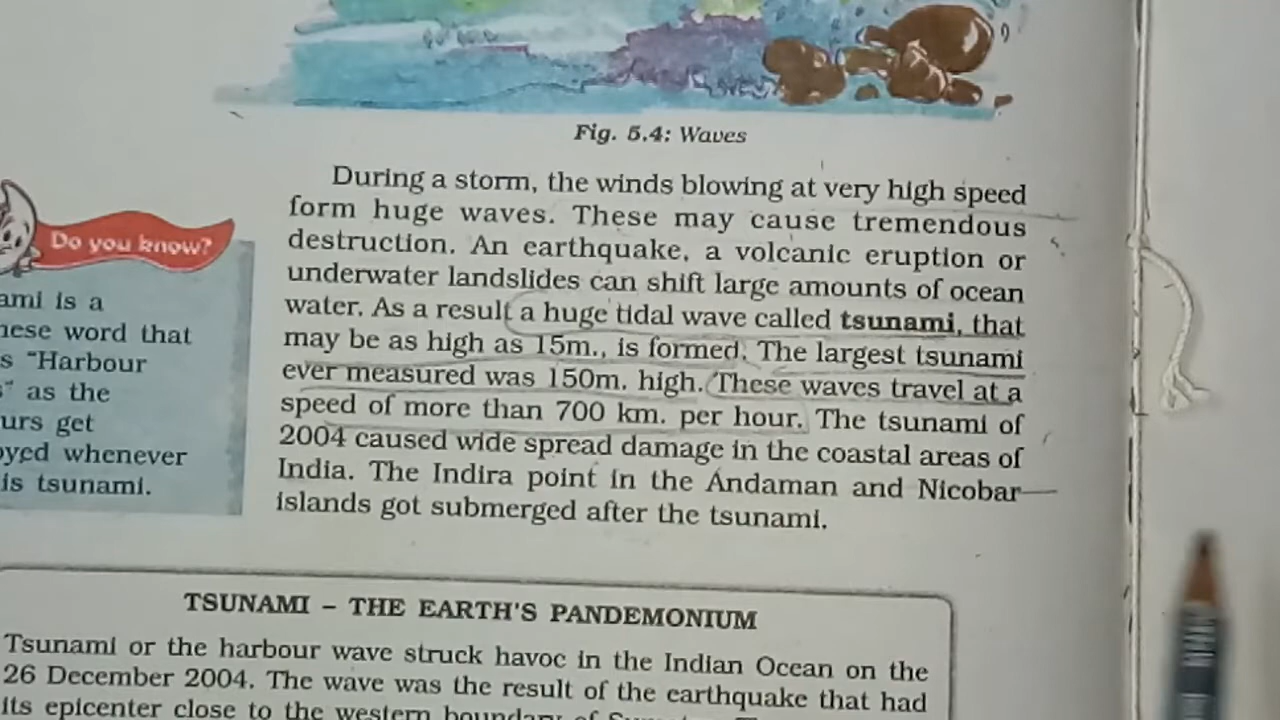 Fig. 5.4: Waves
During a storm, the winds blowing at very high speed
form huge waves. These may cause tremendous
destruction. An earthquake, a volcanic eruption or
underwater landslides can shift large amounts of ocean
water. As a result a huge tidal wave called tsunami, that
may be as high as 15m., is formed. The largest tsunami
ever measured was 150m. high. These waves travel at a
speed of more than 700 km. per hour. The tsunami of
2004 caused wide spread damage in the coastal areas of
India. The Indira point in the Andaman and Nicobar
islands got submerged after the tsunami.
Do you know?
ami is a
nese word that
s "Harbour
" as the
urs get
oyed whenever
is tsunami.
TSUNAMI – THE EARTH'S PANDEMONIUM
Tsunami or the harbour wave struck havoc in the Indian Ocean on the
26 December 2004. The wave was the result of the earthquake that had
its epicenter close to the western boundary of